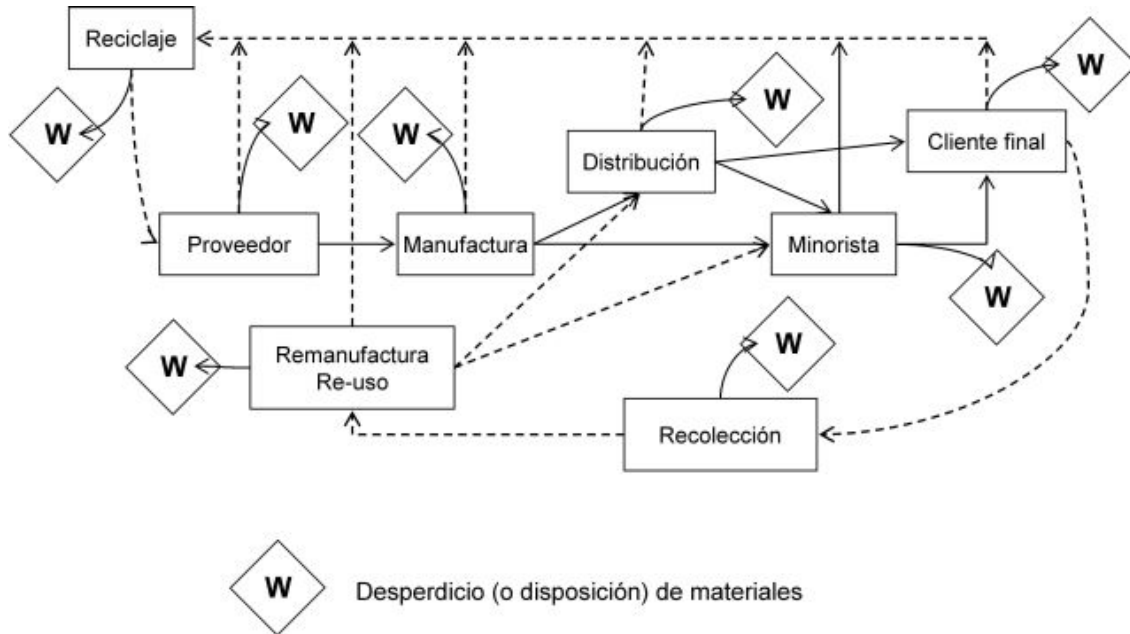 Reciclaje
W
W
W
W
W
Distribución
Cliente final
Proveedor
Manufactura
Minorista
W
W
Remanufactura
Re-uso
W
Recolección
W
Desperdicio (o disposición) de materiales